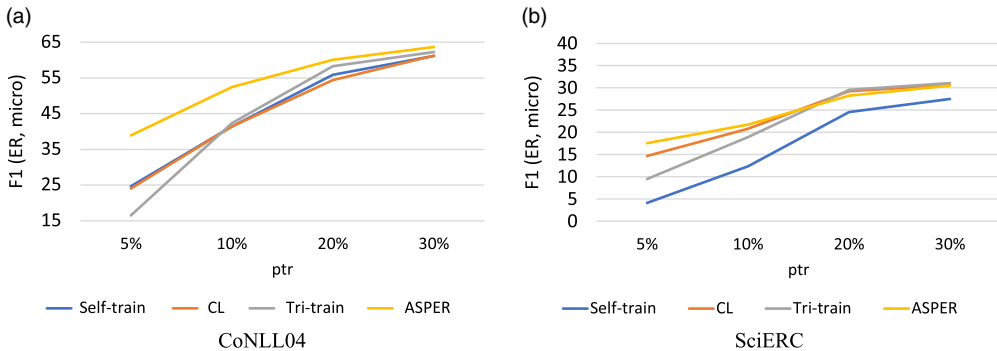 (a)
F1 (ER, micro)
65
55
45
35
25
15
5% 10% 20% 30%
ptr
Self-train CL Tri-train ASPER
CoNLL04
(b)
F1 (ER, micro)
40
35
30
25
20
15
10
5
0
5% 10% 20% 30%
ptr
Self-train CL Tri-train ASPER
SciERC